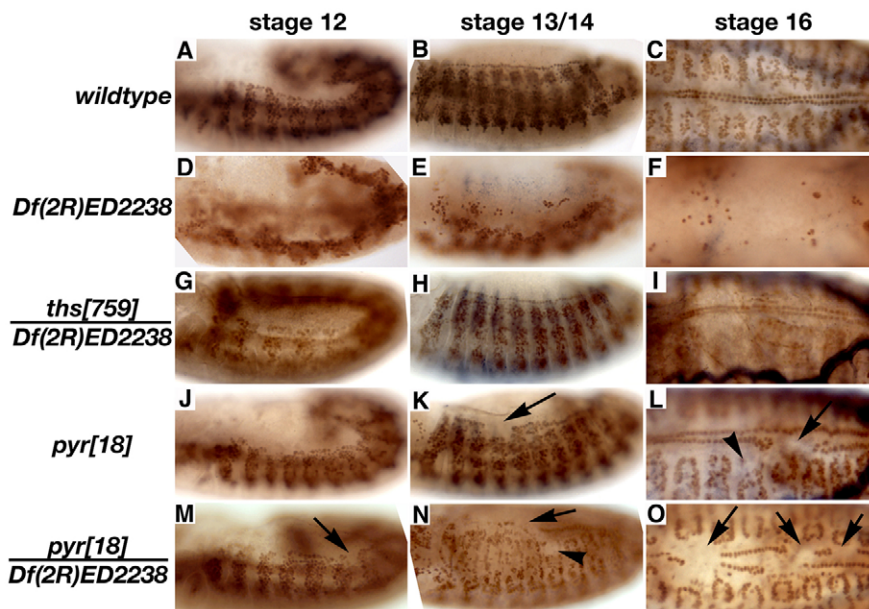 stage 12 stage 13/14 stage 16
wildtype A B C
Df(2R)ED2238 D E F
ths[759]
Df(2R)ED2238 G H I
pyr[18] J K L
pyr[18]
Df(2R)ED2238 M N O